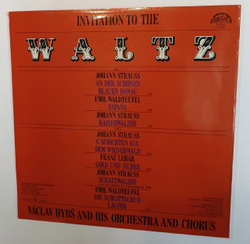 INVITATION TO THE
WALTZ
JOHANN STRAUSS
AN DER SCHÖNEN
BLAUEN DONAU
EMIL WALDTEUFEL
ESPAÑA
JOHANN STRAUSS
KAISERWALZER
JOHANN STRAUSS
G'SCHICHTEN AUS
DEM WIENERWALD
FRANZ LEHÁR
GOLD UND SILBER
JOHANN STRAUSS
SCHATZWALZER
EMIL WALDTEUFEL
DIE SCHLITTSCHUH
LÄUFER
VÁCLAV HYBŠ AND HIS ORCHESTRA AND CHORUS